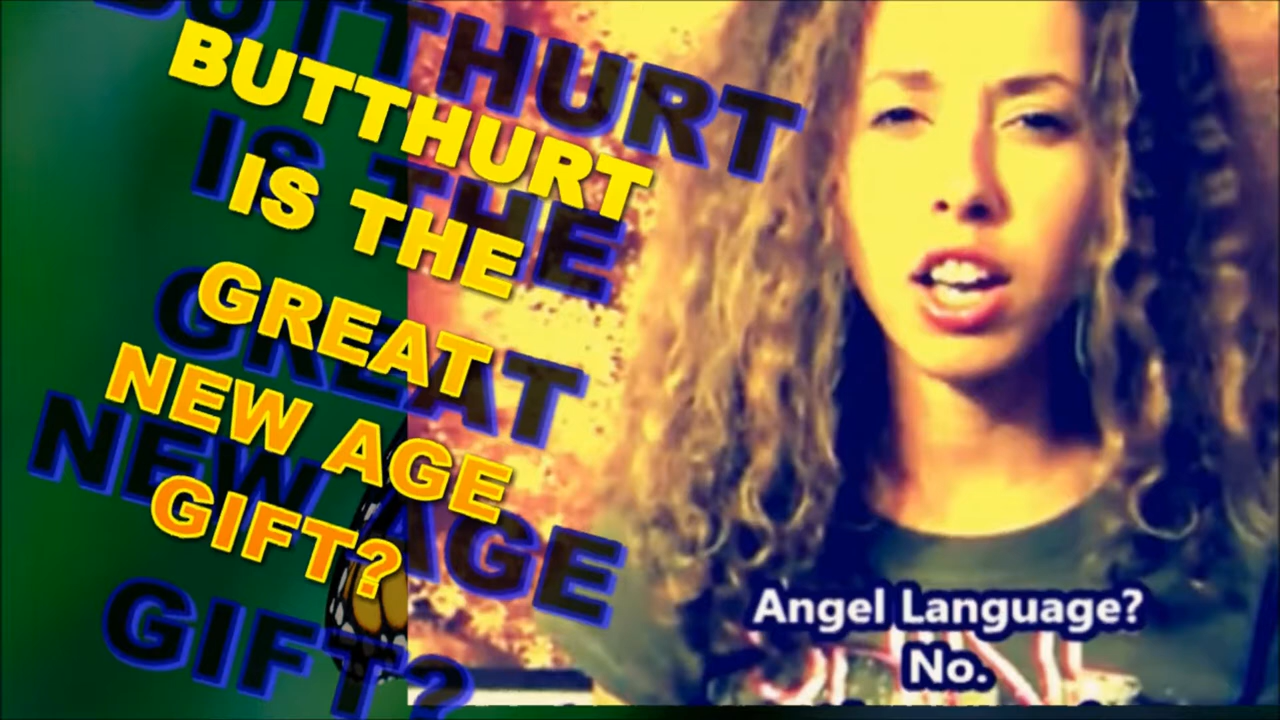 BUTTHURT
IS THE
GREAT
NEW AGE
GIFT?
Angel Language?
No.